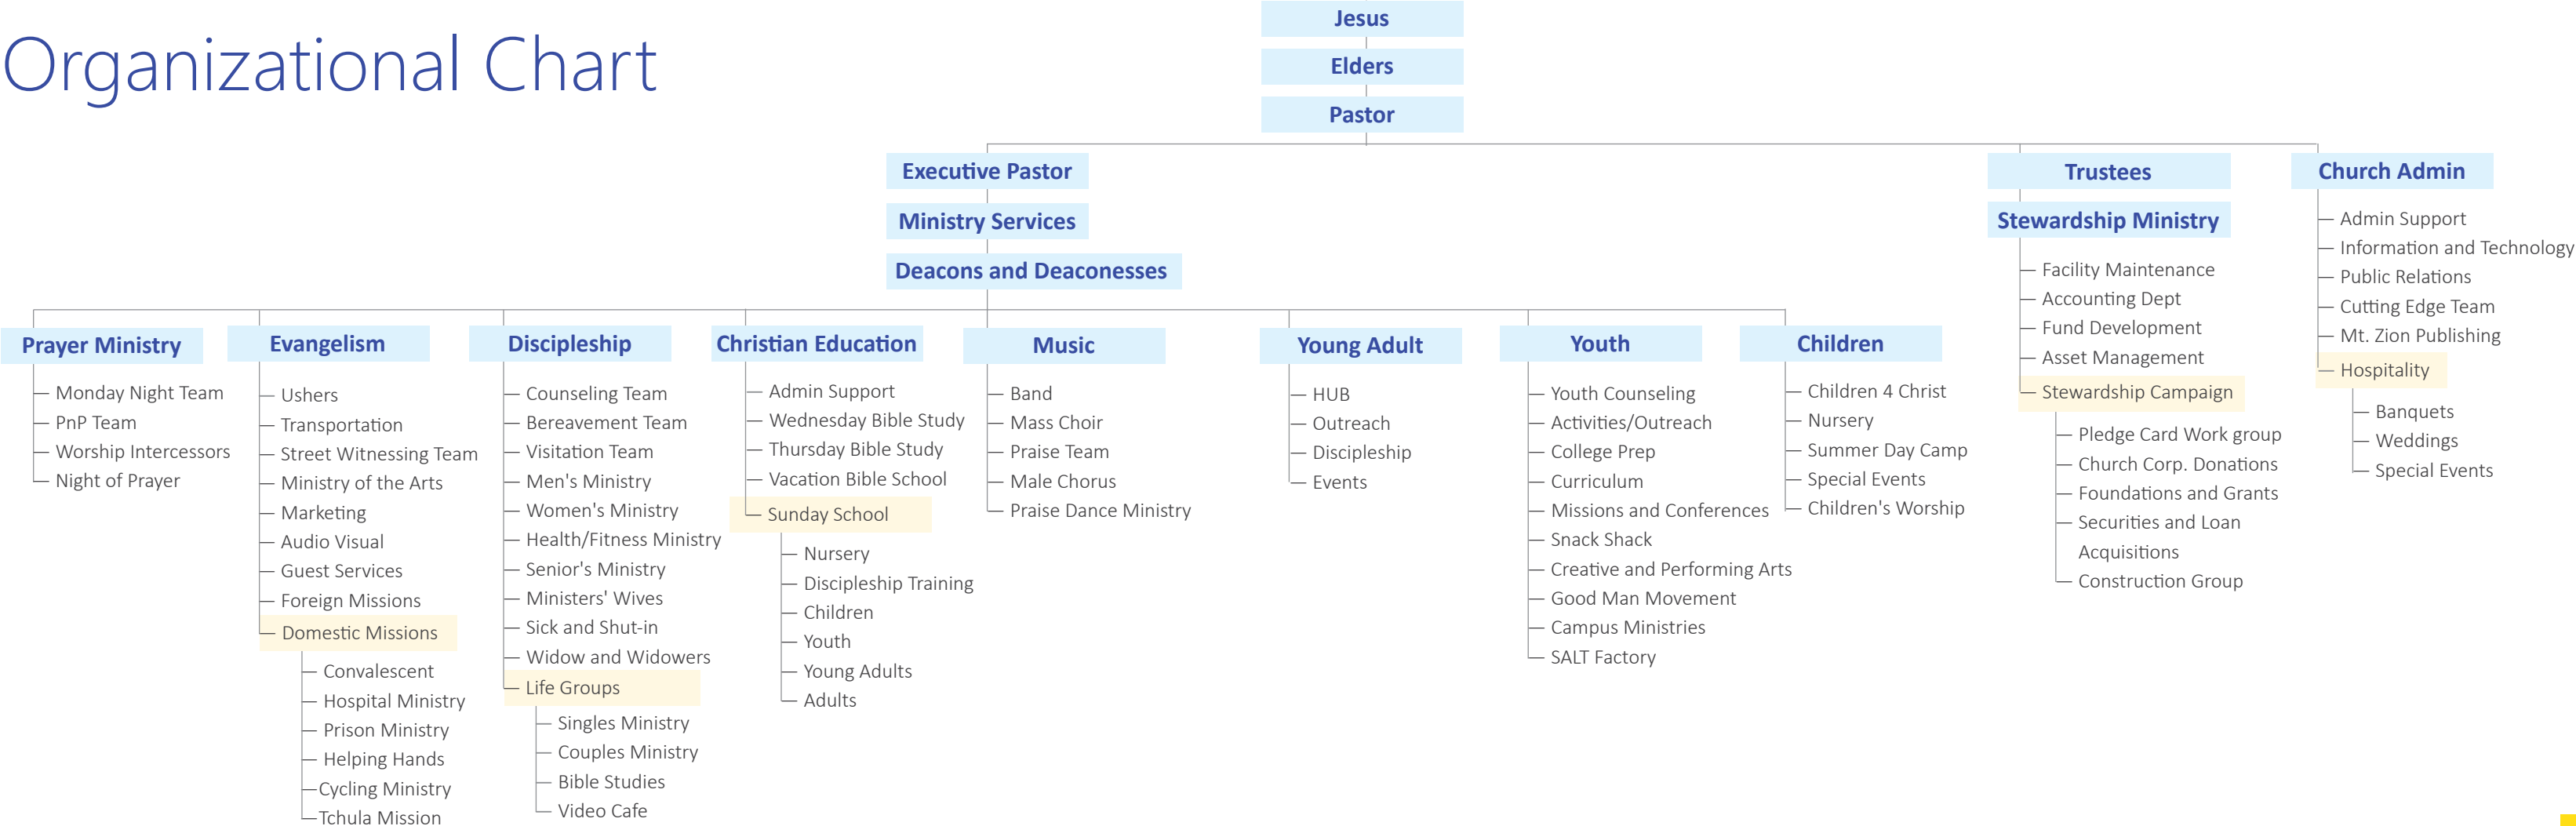 Organizational Chart
Jesus
Elders
Pastor
Executive Pastor
Ministry Services
Deacons and Deaconesses
Prayer Ministry
Monday Night Team
PnP Team
Worship Intercessors
Night of Prayer
Evangelism
Ushers
Transportation
Street Witnessing Team
Ministry of the Arts
Marketing
Audio Visual
Guest Services
Foreign Missions
Domestic Missions
Convalescent
Hospital Ministry
Prison Ministry
Helping Hands
Cycling Ministry
Tchula Mission
Discipleship
Counseling Team
Bereavement Team
Visitation Team
Men's Ministry
Women's Ministry
Health/Fitness Ministry
Senior's Ministry
Ministers' Wives
Sick and Shut-in
Widow and Widowers
Life Groups
Singles Ministry
Couples Ministry
Bible Studies
Video Cafe
Christian Education
Admin Support
Wednesday Bible Study
Thursday Bible Study
Vacation Bible School
Sunday School
Nursery
Discipleship Training
Children
Youth
Young Adults
Adults
Music
Band
Mass Choir
Praise Team
Male Chorus
Praise Dance Ministry
Young Adult
HUB
Outreach
Discipleship
Events
Youth
Youth Counseling
Activities/Outreach
College Prep
Curriculum
Missions and Conferences
Snack Shack
Creative and Performing Arts
Good Man Movement
Campus Ministries
SALT Factory
Children
Children 4 Christ
Nursery
Summer Day Camp
Special Events
Children's Worship
Trustees
Stewardship Ministry
Facility Maintenance
Accounting Dept
Fund Development
Asset Management
Stewardship Campaign
Pledge Card Work group
Church Corp. Donations
Foundations and Grants
Securities and Loan
Acquisitions
Construction Group
Church Admin
Admin Support
Information and Technology
Public Relations
Cutting Edge Team
Mt. Zion Publishing
Hospitality
Banquets
Weddings
Special Events